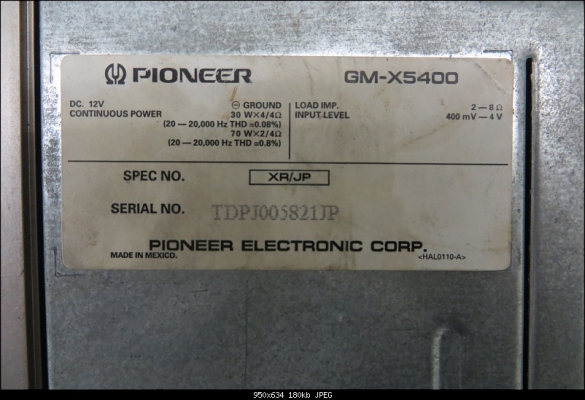 PIONEER GM-X5400
DC. 12V ⊖ GROUND
CONTINUOUS POWER 30 W×4/4Ω
(20 — 20,000 Hz THD =0.08%)
70 W×2/4Ω
(20 — 20,000 Hz THD =0.8%)
LOAD IMP. 2 — 8 Ω
INPUT LEVEL 400 mV — 4 V
SPEC NO. XR/JP
SERIAL NO. TDPJ005821JP
PIONEER ELECTRONIC CORP.
MADE IN MEXICO. <HAL0110-A>
950x634 180kb JPEG